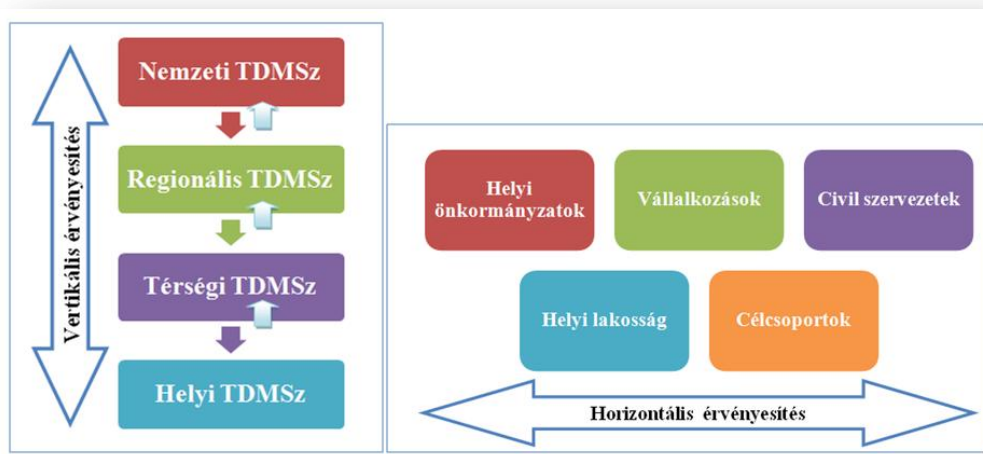 Vertikális érvényesítés
Nemzeti TDMSz
Regionális TDMSz
Térségi TDMSz
Helyi TDMSz
Helyi
önkormányzatok
Vállalkozások
Civil szervezetek
Helyi lakosság
Célcsoportok
Horizontális érvényesítés